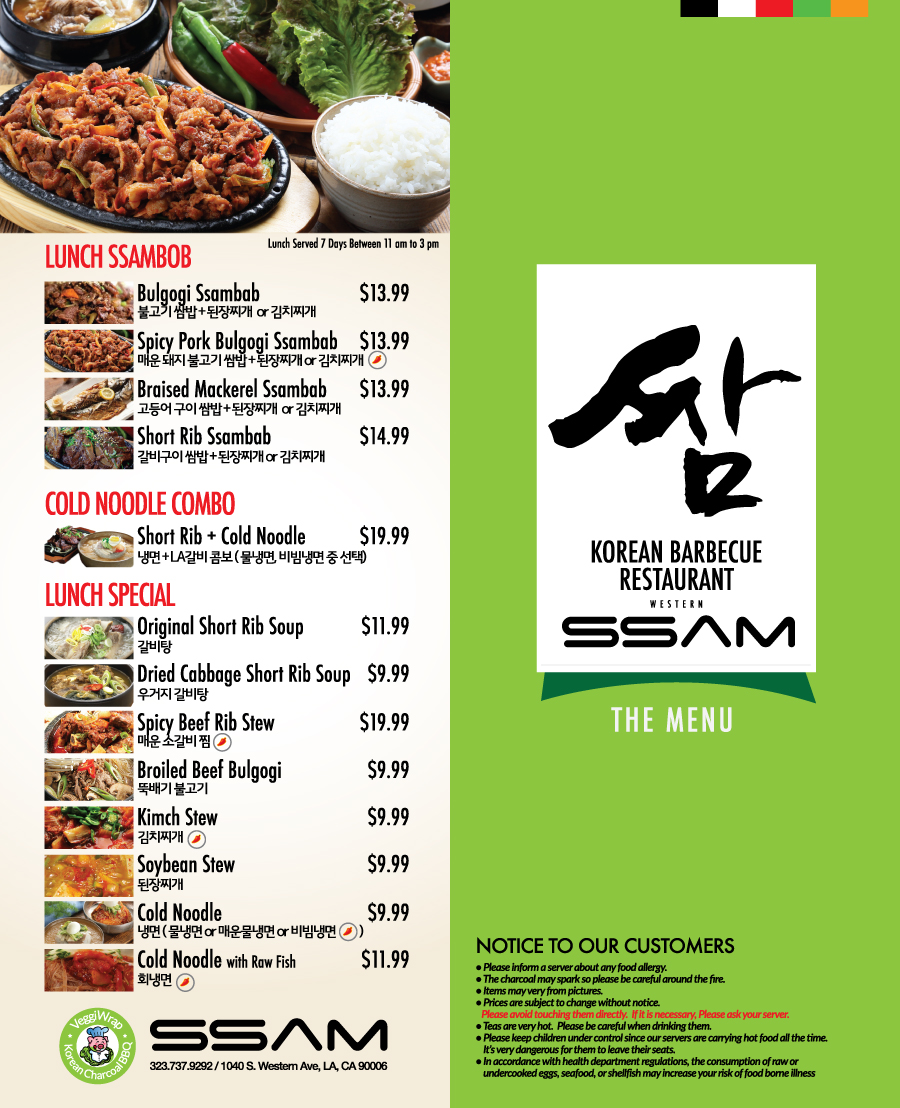 Lunch Served 7 Days Between 11 am to 3 pm
LUNCH SSAMBOB
Bulgogi Ssambab $13.99
불고기 쌈밥 + 된장찌개 or 김치찌개
Spicy Pork Bulgogi Ssambab $13.99
매운 돼지 불고기 쌈밥 + 된장찌개 or 김치찌개
Braised Mackerel Ssambab $13.99
고등어 구이 쌈밥 + 된장찌개 or 김치찌개
Short Rib Ssambab $14.99
갈비구이 쌈밥 + 된장찌개 or 김치찌개
COLD NOODLE COMBO
Short Rib + Cold Noodle $19.99
냉면 + LA갈비 콤보 ( 물냉면, 비빔냉면 중 선택)
LUNCH SPECIAL
Original Short Rib Soup $11.99
갈비탕
Dried Cabbage Short Rib Soup $9.99
우거지 갈비탕
Spicy Beef Rib Stew $19.99
매운 소갈비 찜
Broiled Beef Bulgogi $9.99
뚝배기 불고기
Kimch Stew $9.99
김치찌개
Soybean Stew $9.99
된장찌개
Cold Noodle $9.99
냉면 ( 물냉면 or 매운물냉면 or 비빔냉면 )
Cold Noodle with Raw Fish $11.99
회냉면
VeggiWrap
Korean Charcoal BBQ
SSAM
323.737.9292 / 1040 S. Western Ave, LA, CA 90006
쌈
KOREAN BARBECUE
RESTAURANT
WESTERN
SSAM
THE MENU
NOTICE TO OUR CUSTOMERS
• Please inform a server about any food allergy.
• The charcoal may spark so please be careful around the fire.
• Items may very from pictures.
• Prices are subject to change without notice.
Please avoid touching them directly. If it is necessary, Please ask your server.
• Teas are very hot. Please be careful when drinking them.
• Please keep children under control since our servers are carrying hot food all the time.
It's very dangerous for them to leave their seats.
• In accordance with health department regulations, the consumption of raw or
undercooked eggs, seafood, or shellfish may increase your risk of food borne illness